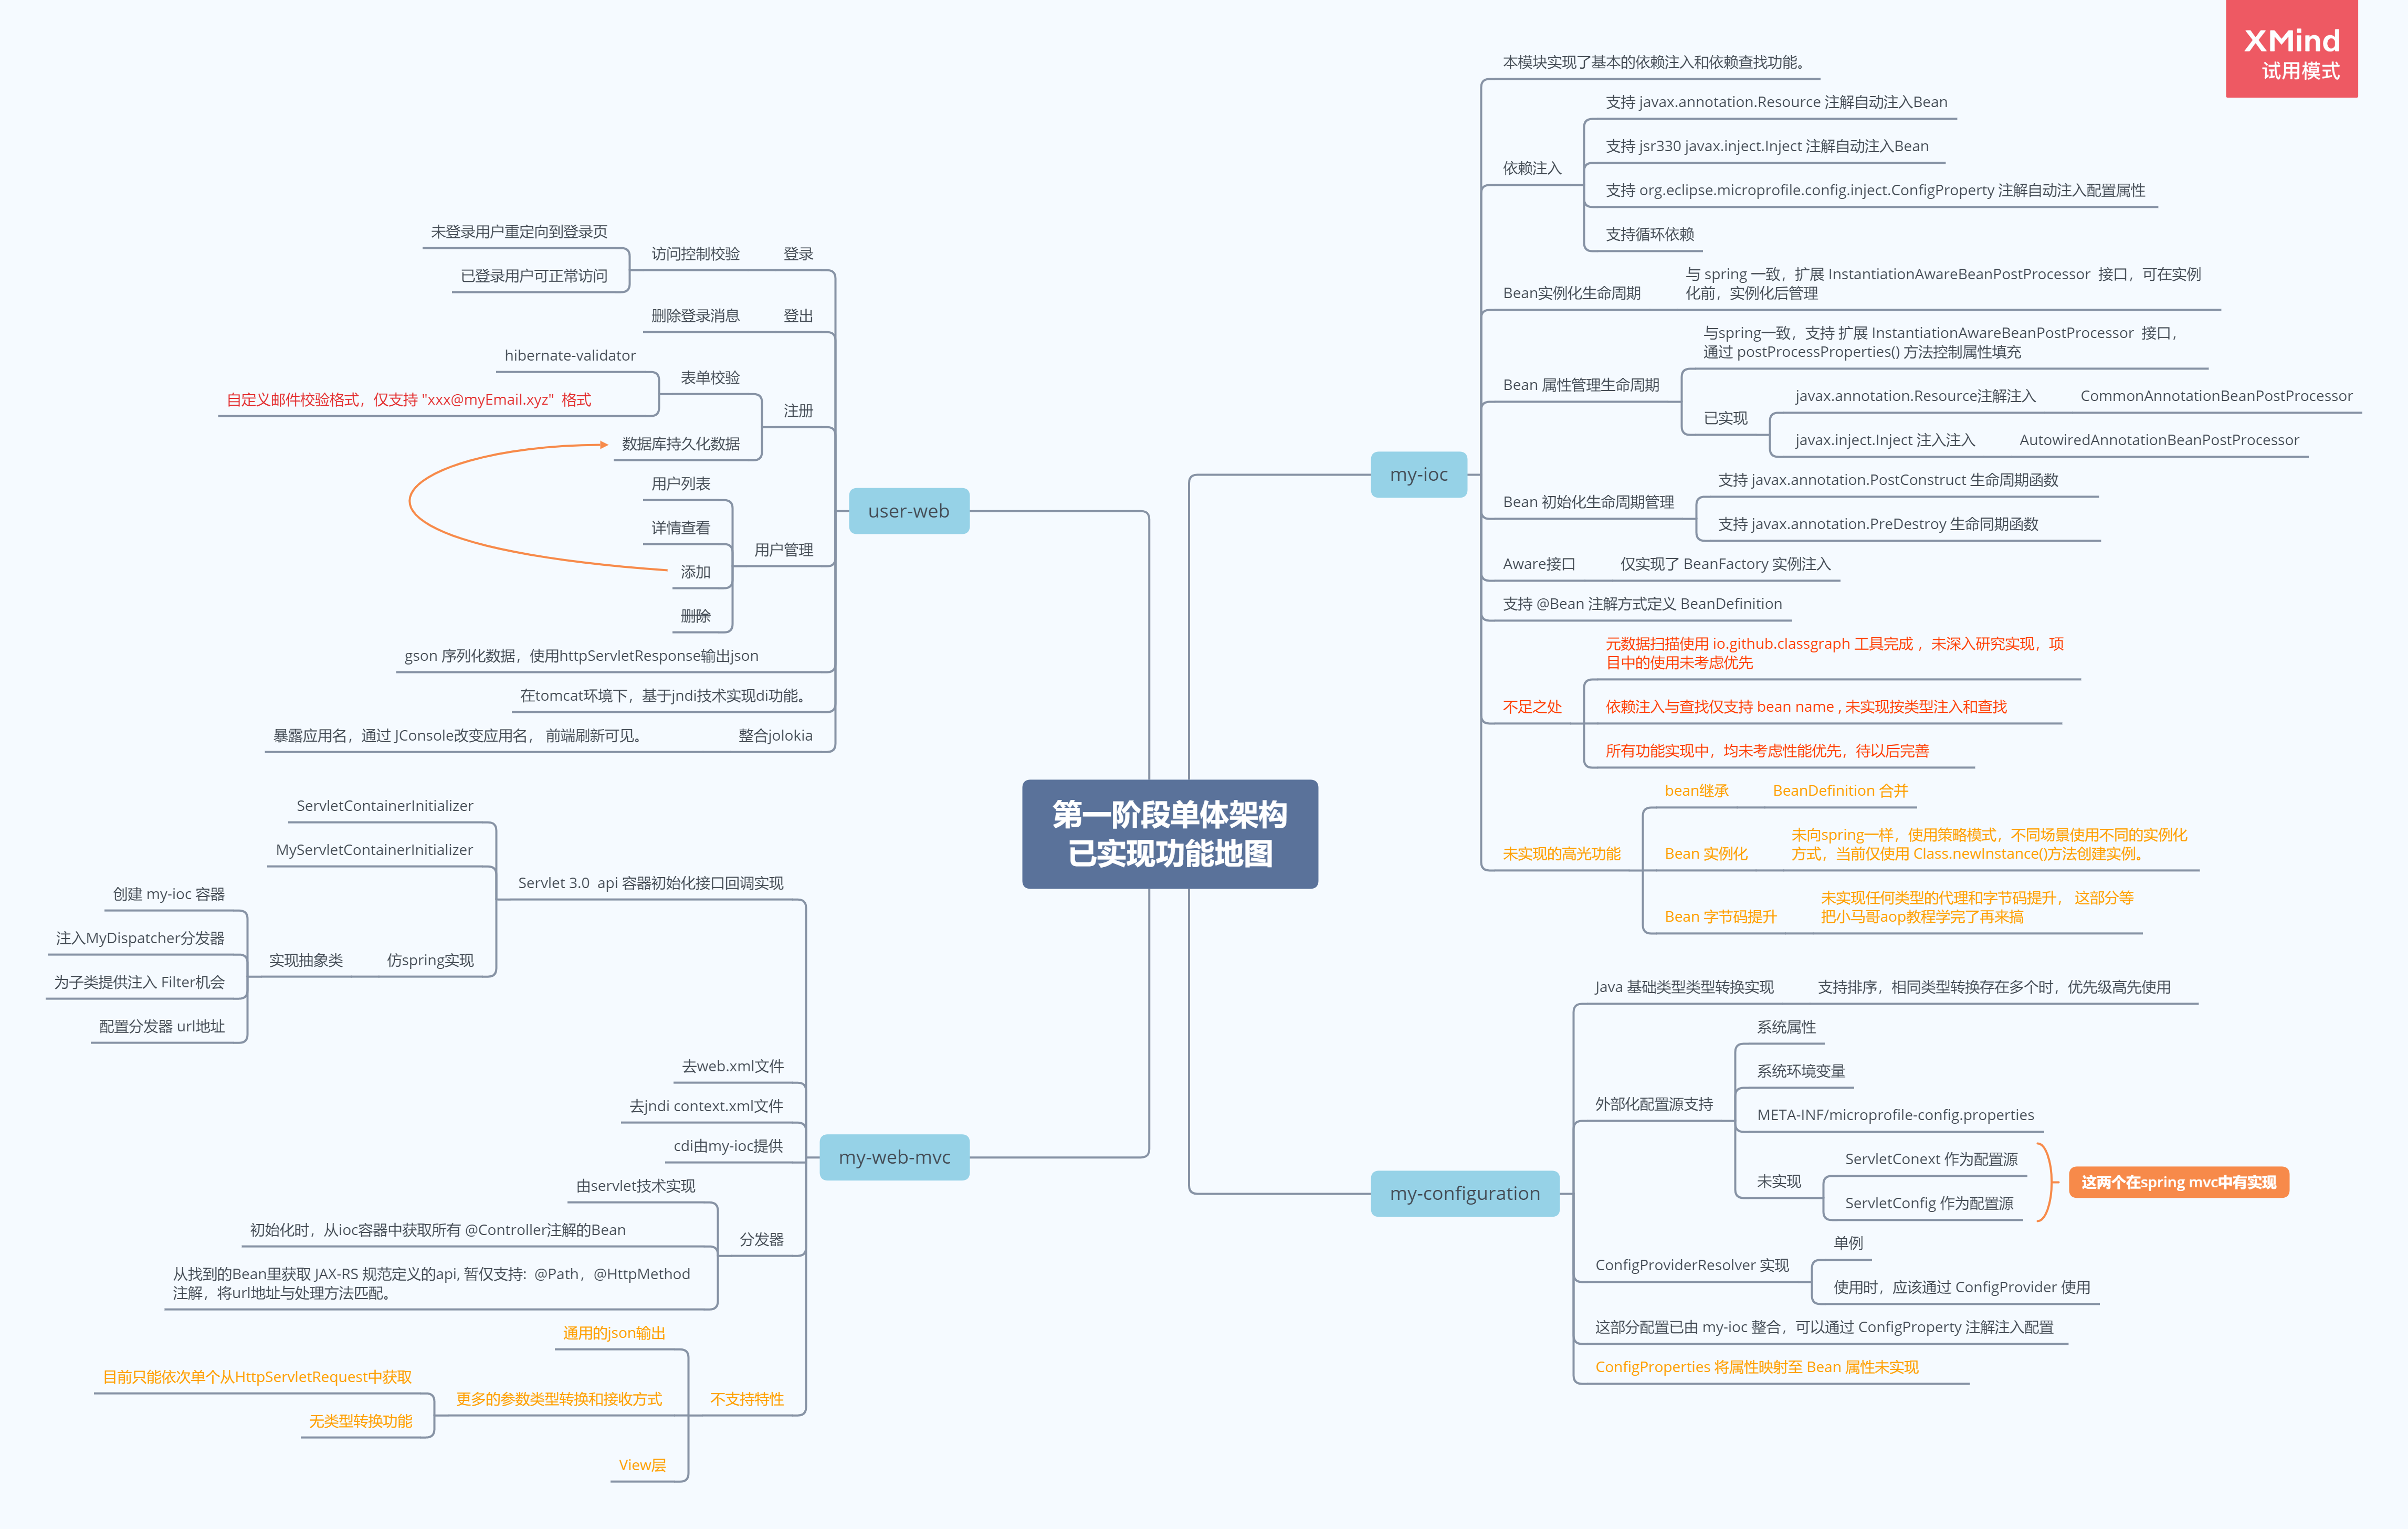 XMind
试用模式
第一阶段单体架构
已实现功能地图
my-ioc
本模块实现了基本的依赖注入和依赖查找功能。
依赖注入
支持 javax.annotation.Resource 注解自动注入Bean
支持 jsr330 javax.inject.Inject 注解自动注入Bean
支持 org.eclipse.microprofile.config.inject.ConfigProperty 注解自动注入配置属性
支持循环依赖
Bean实例化生命周期
与 spring 一致，扩展 InstantiationAwareBeanPostProcessor 接口，可在实例
化前，实例化后管理
Bean 属性管理生命周期
与spring一致，支持 扩展 InstantiationAwareBeanPostProcessor 接口，
通过 postProcessProperties() 方法控制属性填充
已实现
javax.annotation.Resource注解注入
CommonAnnotationBeanPostProcessor
javax.inject.Inject 注入注入
AutowiredAnnotationBeanPostProcessor
Bean 初始化生命周期管理
支持 javax.annotation.PostConstruct 生命周期函数
支持 javax.annotation.PreDestroy 生命同期函数
Aware接口
仅实现了 BeanFactory 实例注入
支持 @Bean 注解方式定义 BeanDefinition
不足之处
元数据扫描使用 io.github.classgraph 工具完成 ，未深入研究实现，项
目中的使用未考虑优先
依赖注入与查找仅支持 bean name , 未实现按类型注入和查找
所有功能实现中，均未考虑性能优先，待以后完善
未实现的高光功能
bean继承
BeanDefinition 合并
Bean 实例化
未向spring一样，使用策略模式，不同场景使用不同的实例化
方式，当前仅使用 Class.newInstance()方法创建实例。
Bean 字节码提升
未实现任何类型的代理和字节码提升， 这部分等
把小马哥aop教程学完了再来搞
my-configuration
Java 基础类型类型转换实现
支持排序，相同类型转换存在多个时，优先级高先使用
外部化配置源支持
系统属性
系统环境变量
META-INF/microprofile-config.properties
未实现
ServletConext 作为配置源
ServletConfig 作为配置源
这两个在spring mvc中有实现
ConfigProviderResolver 实现
单例
使用时，应该通过 ConfigProvider 使用
这部分配置已由 my-ioc 整合，可以通过 ConfigProperty 注解注入配置
ConfigProperties 将属性映射至 Bean 属性未实现
user-web
登录
访问控制校验
未登录用户重定向到登录页
已登录用户可正常访问
登出
删除登录消息
注册
表单校验
hibernate-validator
自定义邮件校验格式，仅支持 "xxx@myEmail.xyz" 格式
数据库持久化数据
用户管理
用户列表
详情查看
添加
删除
gson 序列化数据，使用httpServletResponse输出json
在tomcat环境下，基于jndi技术实现di功能。
整合jolokia
暴露应用名，通过 JConsole改变应用名， 前端刷新可见。
my-web-mvc
Servlet 3.0 api 容器初始化接口回调实现
ServletContainerInitializer
MyServletContainerInitializer
仿spring实现
实现抽象类
创建 my-ioc 容器
注入MyDispatcher分发器
为子类提供注入 Filter机会
配置分发器 url地址
去web.xml文件
去jndi context.xml文件
cdi由my-ioc提供
分发器
由servlet技术实现
初始化时，从ioc容器中获取所有 @Controller注解的Bean
从找到的Bean里获取 JAX-RS 规范定义的api, 暂仅支持: @Path，@HttpMethod
注解，将url地址与处理方法匹配。
不支持特性
通用的json输出
更多的参数类型转换和接收方式
目前只能依次单个从HttpServletRequest中获取
无类型转换功能
View层